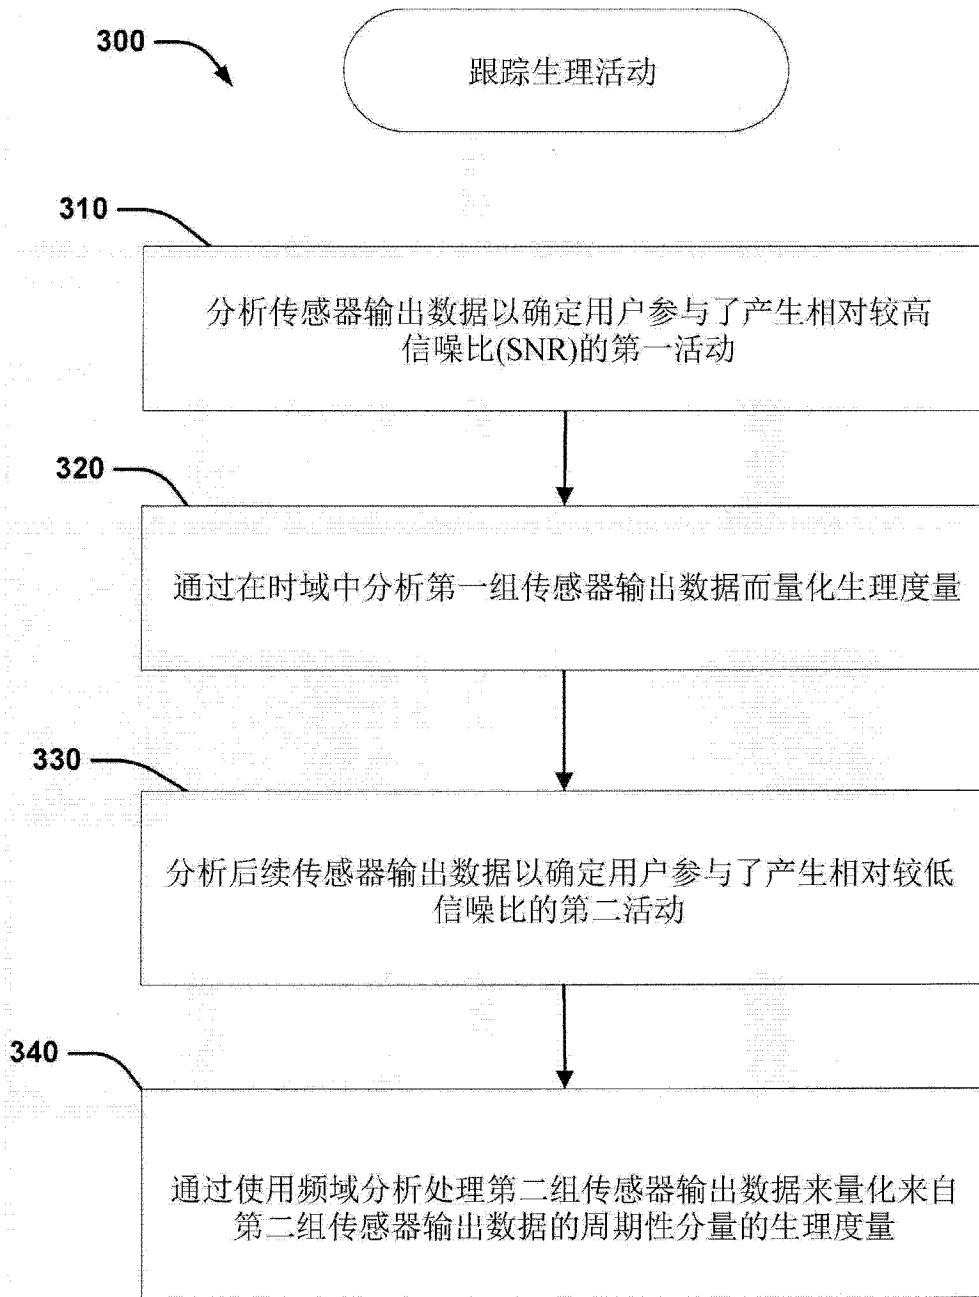 300
跟踪生理活动
310
分析传感器输出数据以确定用户参与了产生相对较高
信噪比(SNR)的第一活动
320
通过在时域中分析第一组传感器输出数据而量化生理度量
330
分析后续传感器输出数据以确定用户参与了产生相对较低
信噪比的第二活动
340
通过使用频域分析处理第二组传感器输出数据来量化来自
第二组传感器输出数据的周期性分量的生理度量